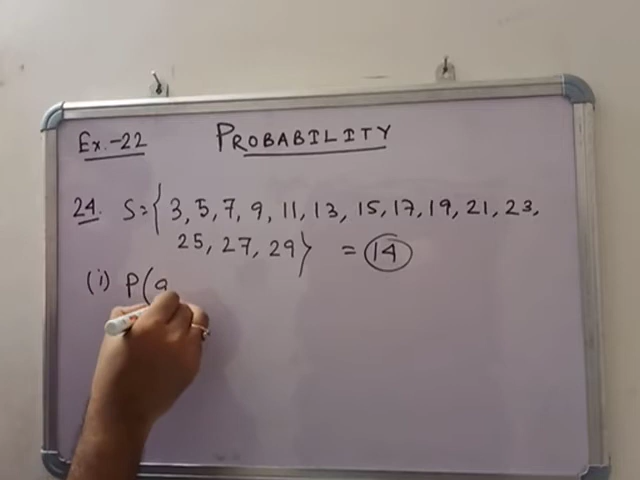 Ex.-22 PROBABILITY
24. S={3, 5, 7, 9, 11, 13, 15, 17, 19, 21, 23,
25, 27, 29} = 14
(i) P(a